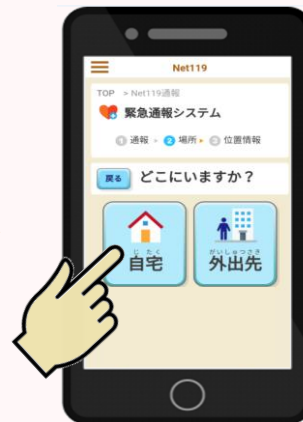 Net119
TOP > Net119通報
緊急通報システム
1 通報 ▸ 2 場所 ▸ 3 位置情報
戻る どこにいますか？
じたく がいしゅつさき
自宅 外出先